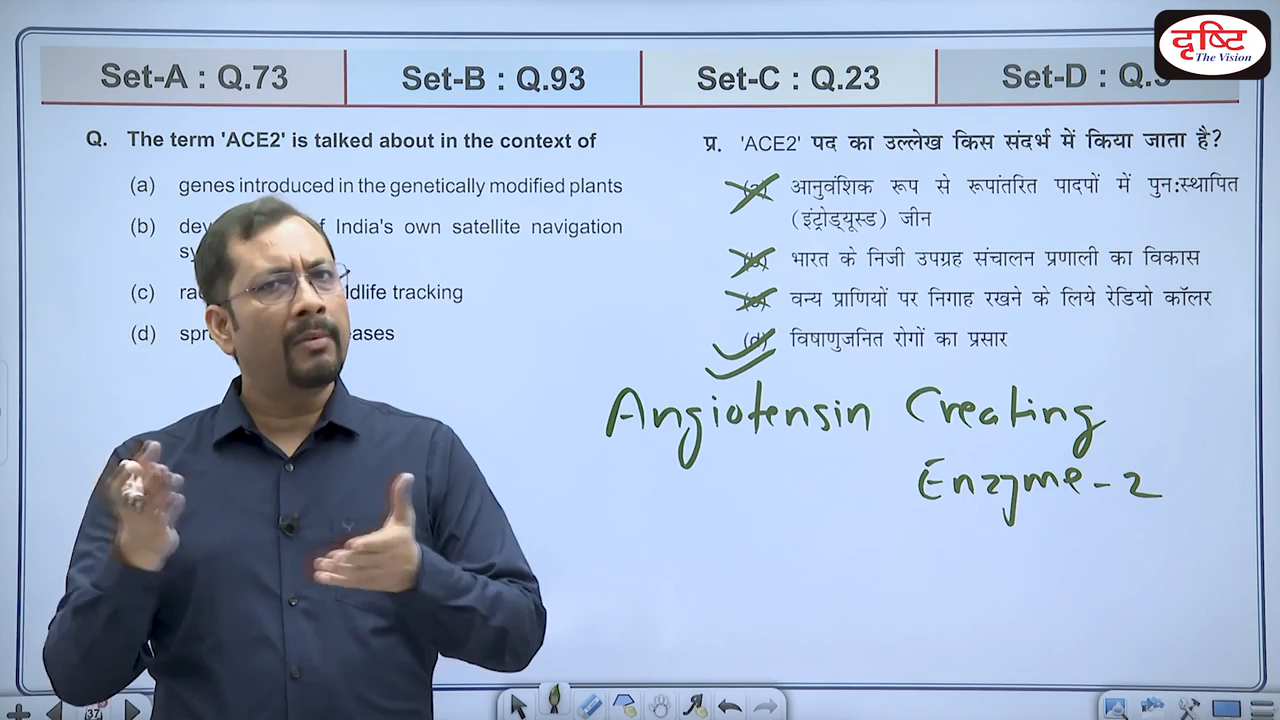 दृष्टि
The Vision
Set-A : Q.73
Set-B : Q.93
Set-C : Q.23
Set-D :
Q. The term 'ACE2' is talked about in the context of
(a) genes introduced in the genetically modified plants
(b) India's own satellite navigation
(c) tracking
(d)
प्र. 'ACE2' पद का उल्लेख किस संदर्भ में किया जाता है?
(a) आनुवंशिक रूप से रूपांतरित पादपों में पुन:स्थापित
(इंट्रोड्यूस्ड) जीन
(b) भारत के निजी उपग्रह संचालन प्रणाली का विकास
(c) वन्य प्राणियों पर निगाह रखने के लिये रेडियो कॉलर
(d) विषाणुजनित रोगों का प्रसार
Angiotensin Creating
Enzyme-2
37